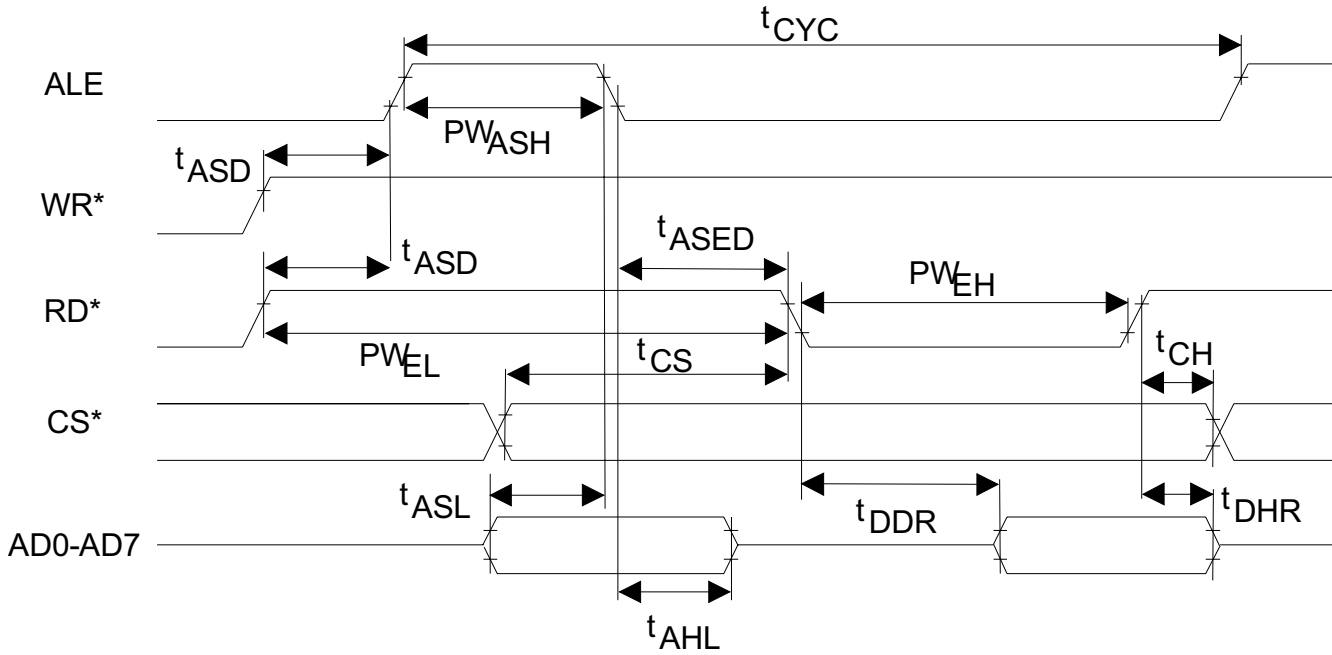 tCYC
ALE
PWASH
tASD
WR*
tASED
tASD
PWEH
RD*
tCS
tCH
PWEL
CS*
tASL
tDDR
tDHR
AD0-AD7
tAHL